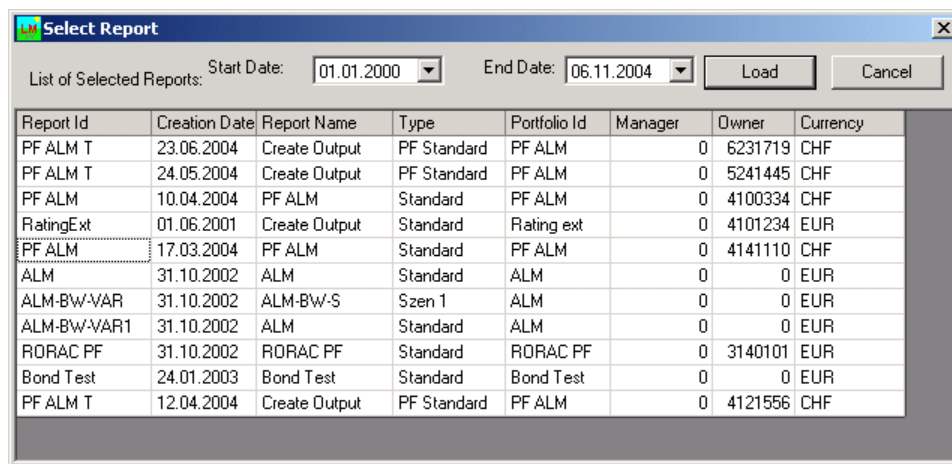 LM Select Report
List of Selected Reports: Start Date: 01.01.2000 End Date: 06.11.2004 Load Cancel
Report Id Creation Date Report Name Type Portfolio Id Manager Owner Currency
PF ALM T 23.06.2004 Create Output PF Standard PF ALM 0 6231719 CHF
PF ALM T 24.05.2004 Create Output PF Standard PF ALM 0 5241445 CHF
PF ALM 10.04.2004 PF ALM Standard PF ALM 0 4100334 CHF
RatingExt 01.06.2001 Create Output Standard Rating ext 0 4101234 EUR
PF ALM 17.03.2004 PF ALM Standard PF ALM 0 4141110 CHF
ALM 31.10.2002 ALM Standard ALM 0 0 EUR
ALM-BW-VAR 31.10.2002 ALM-BW-S Szen 1 ALM 0 0 EUR
ALM-BW-VAR1 31.10.2002 ALM Standard ALM 0 0 EUR
RORAC PF 31.10.2002 RORAC PF Standard RORAC PF 0 3140101 EUR
Bond Test 24.01.2003 Bond Test Standard Bond Test 0 0 EUR
PF ALM T 12.04.2004 Create Output PF Standard PF ALM 0 4121556 CHF